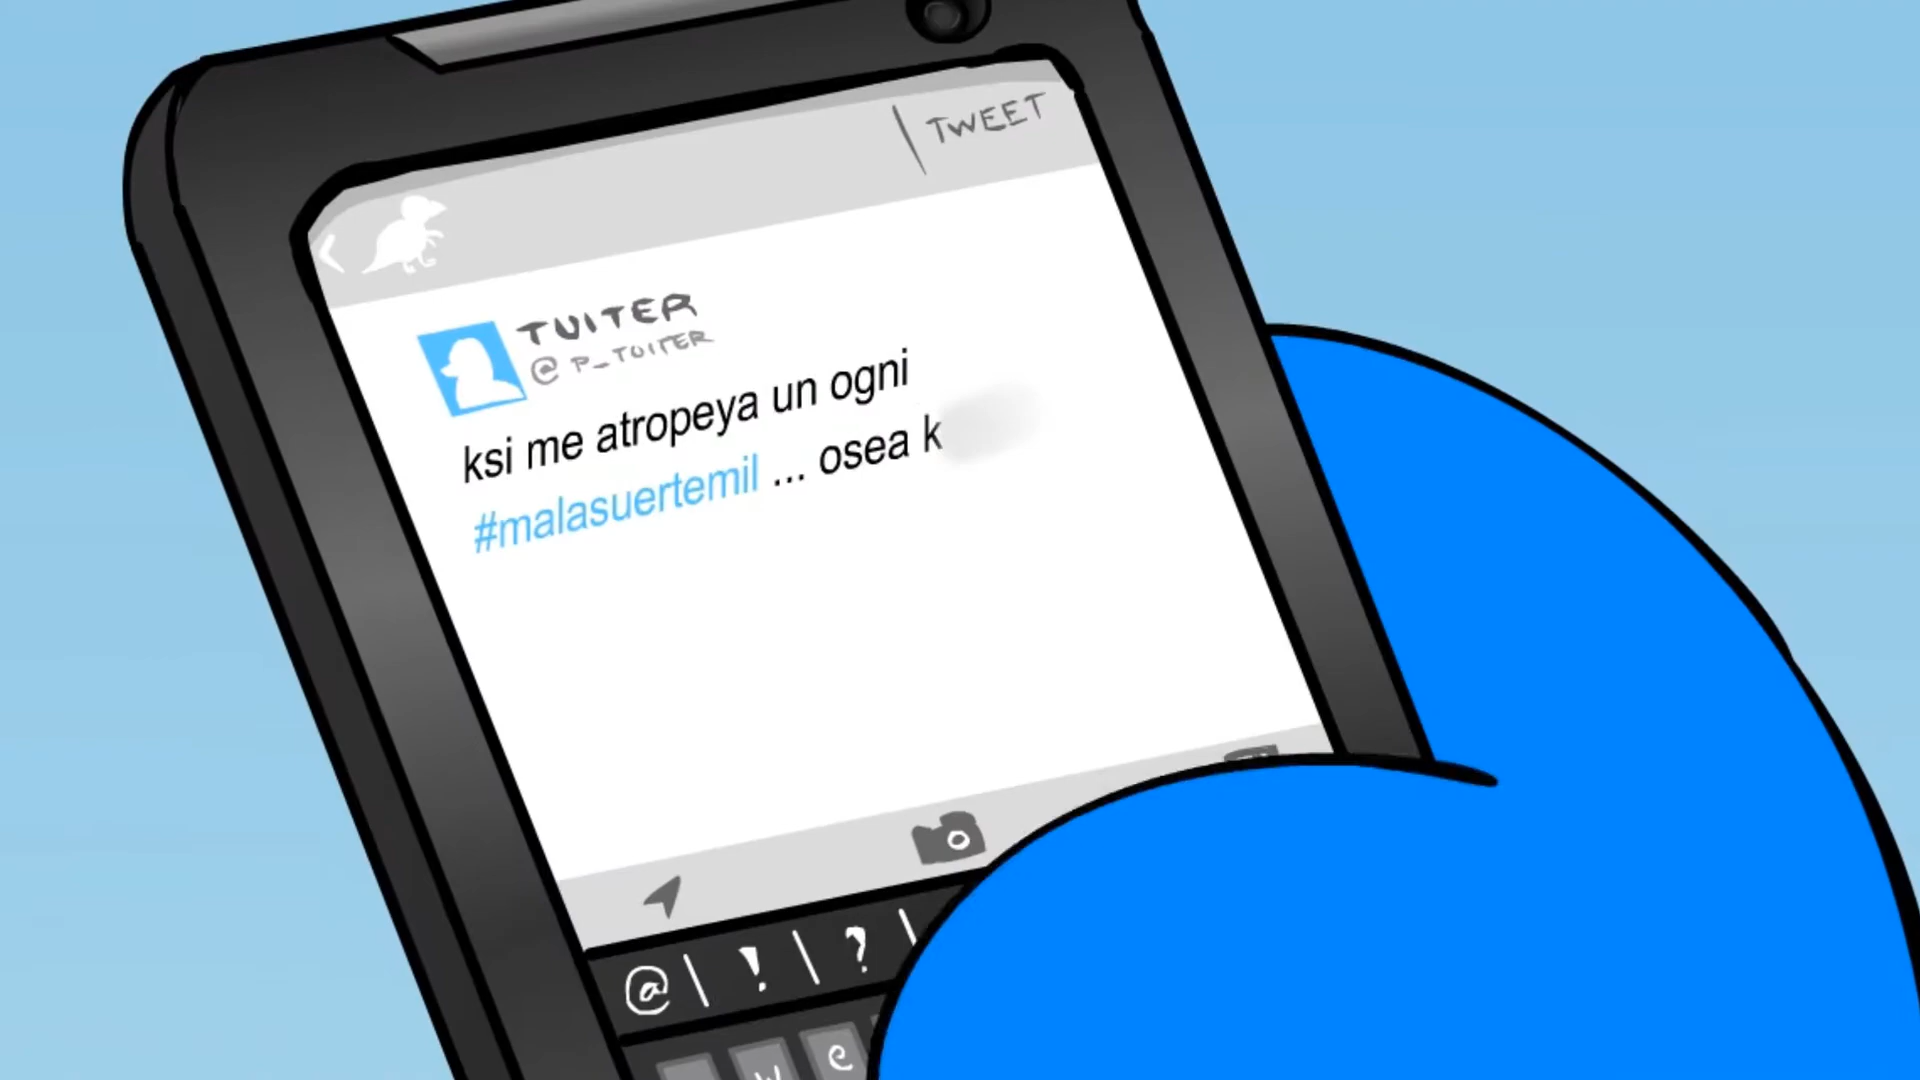 TWEET
TUITER
@P_TUITER
ksi me atropeya un ogni
#malasuertemil ... osea k
@ \ ! \ ? \
w e